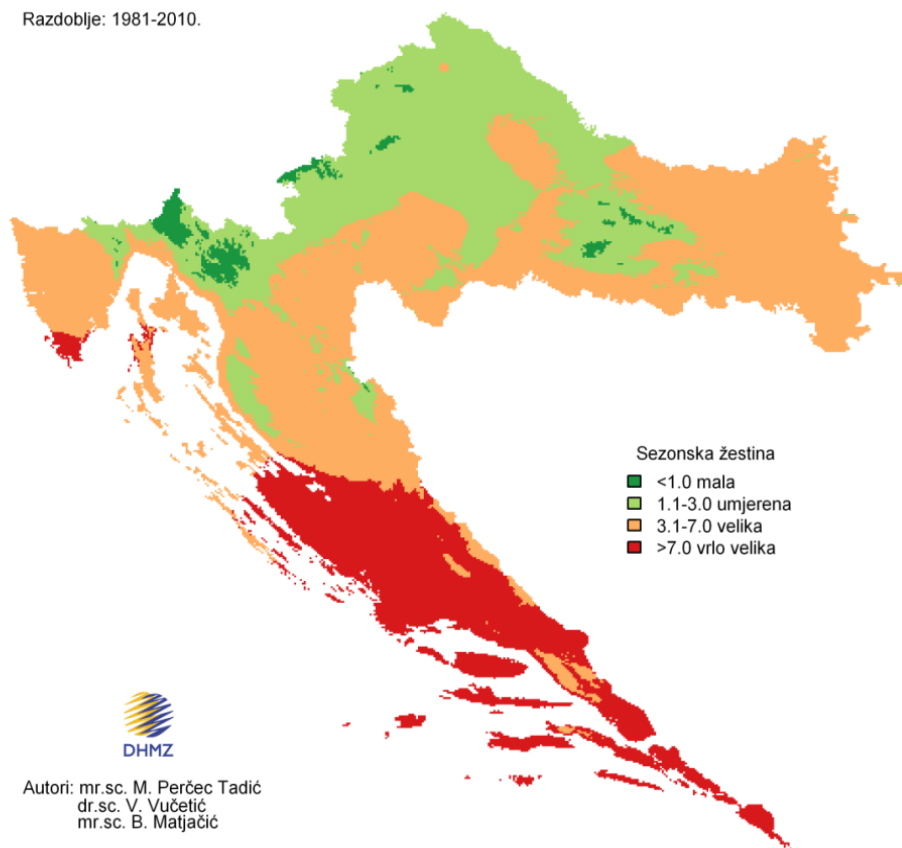 Razdoblje: 1981-2010.
Sezonska žestina
<1.0 mala
1.1-3.0 umjerena
3.1-7.0 velika
>7.0 vrlo velika
DHMZ
Autori: mr.sc. M. Perčec Tadić
dr.sc. V. Vučetić
mr.sc. B. Matjačić